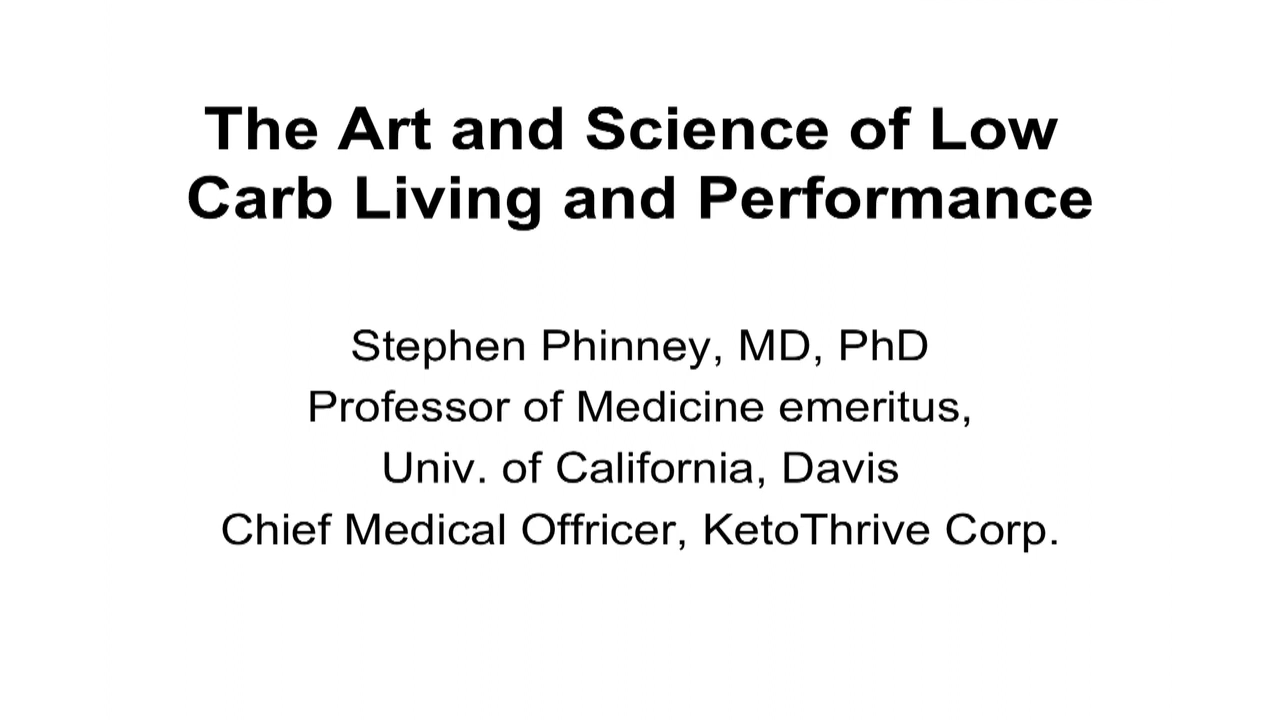 The Art and Science of Low
Carb Living and Performance
Stephen Phinney, MD, PhD
Professor of Medicine emeritus,
Univ. of California, Davis
Chief Medical Offricer, KetoThrive Corp.